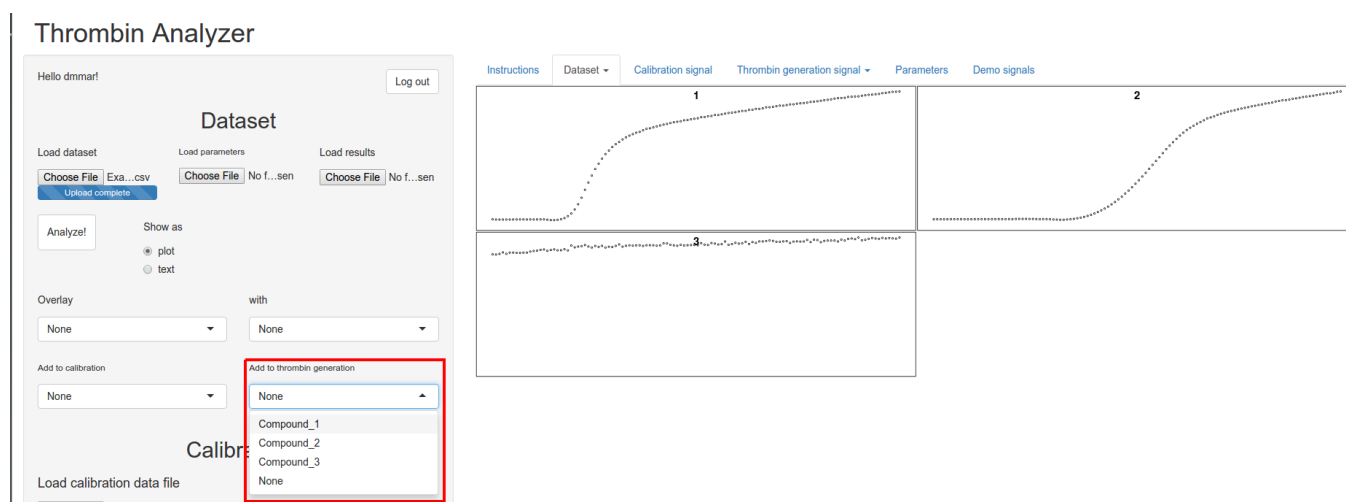 Thrombin Analyzer
Hello dmmar!
Log out
Dataset
Load dataset
Load parameters
Load results
Choose File Exa...csv
Choose File No f...sen
Choose File No f...sen
Upload complete
Analyze!
Show as
plot
text
Overlay
with
None
None
Add to calibration
Add to thrombin generation
None
None
Compound_1
Compound_2
Compound_3
None
Calibr
Load calibration data file
Instructions Dataset Calibration signal Thrombin generation signal Parameters Demo signals
1
2
3